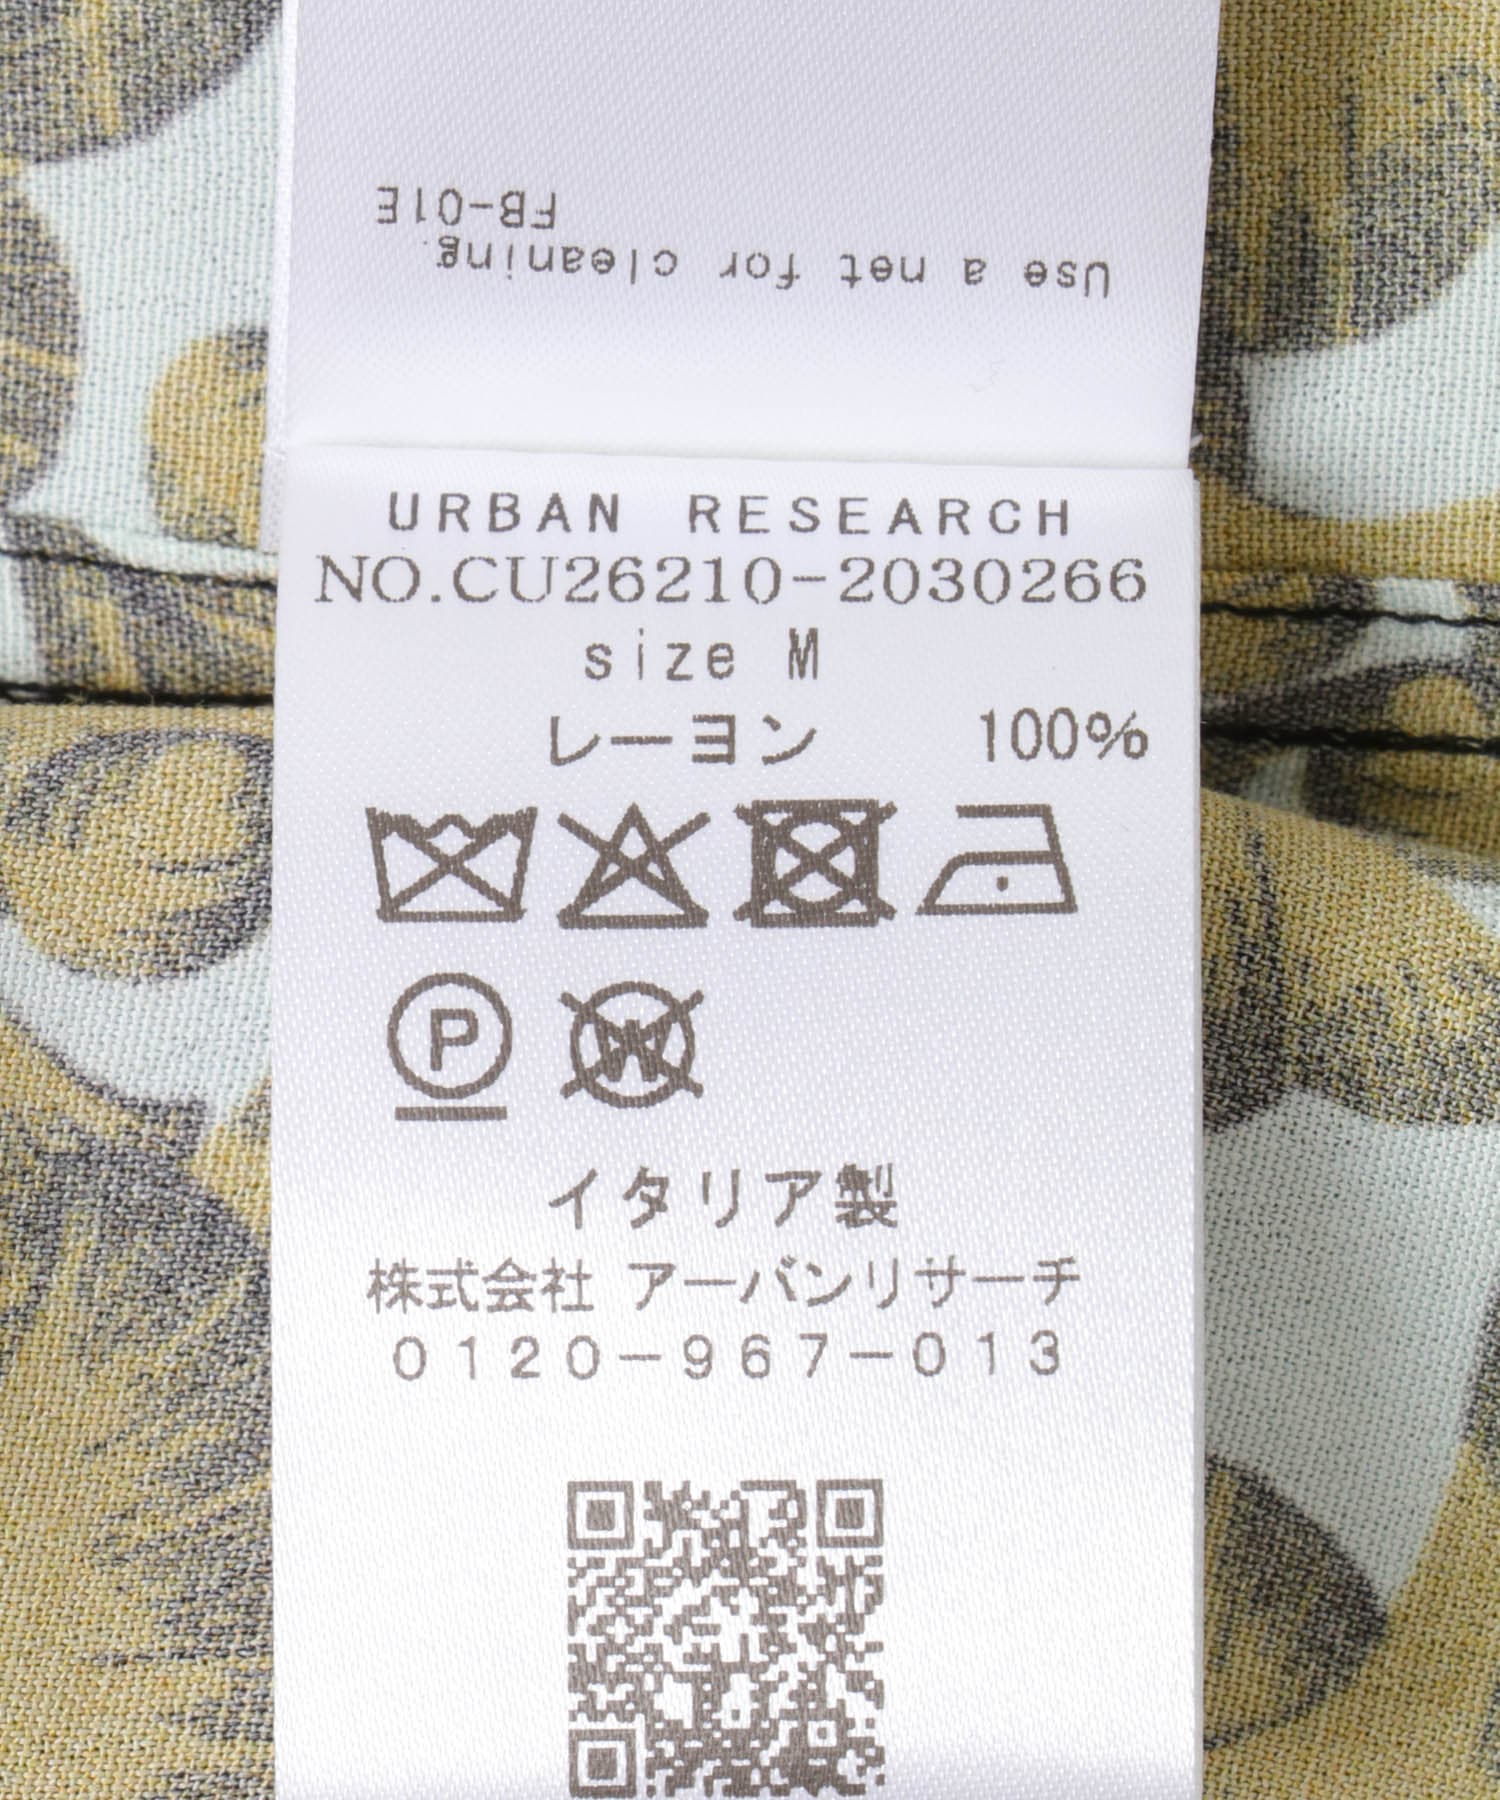 Use a net for cleaning.
FB-01E
URBAN RESEARCH
NO.CU26210-2030266
size M
レーヨン 100%
P
W
イタリア製
株式会社 アーバンリサーチ
0120-967-013